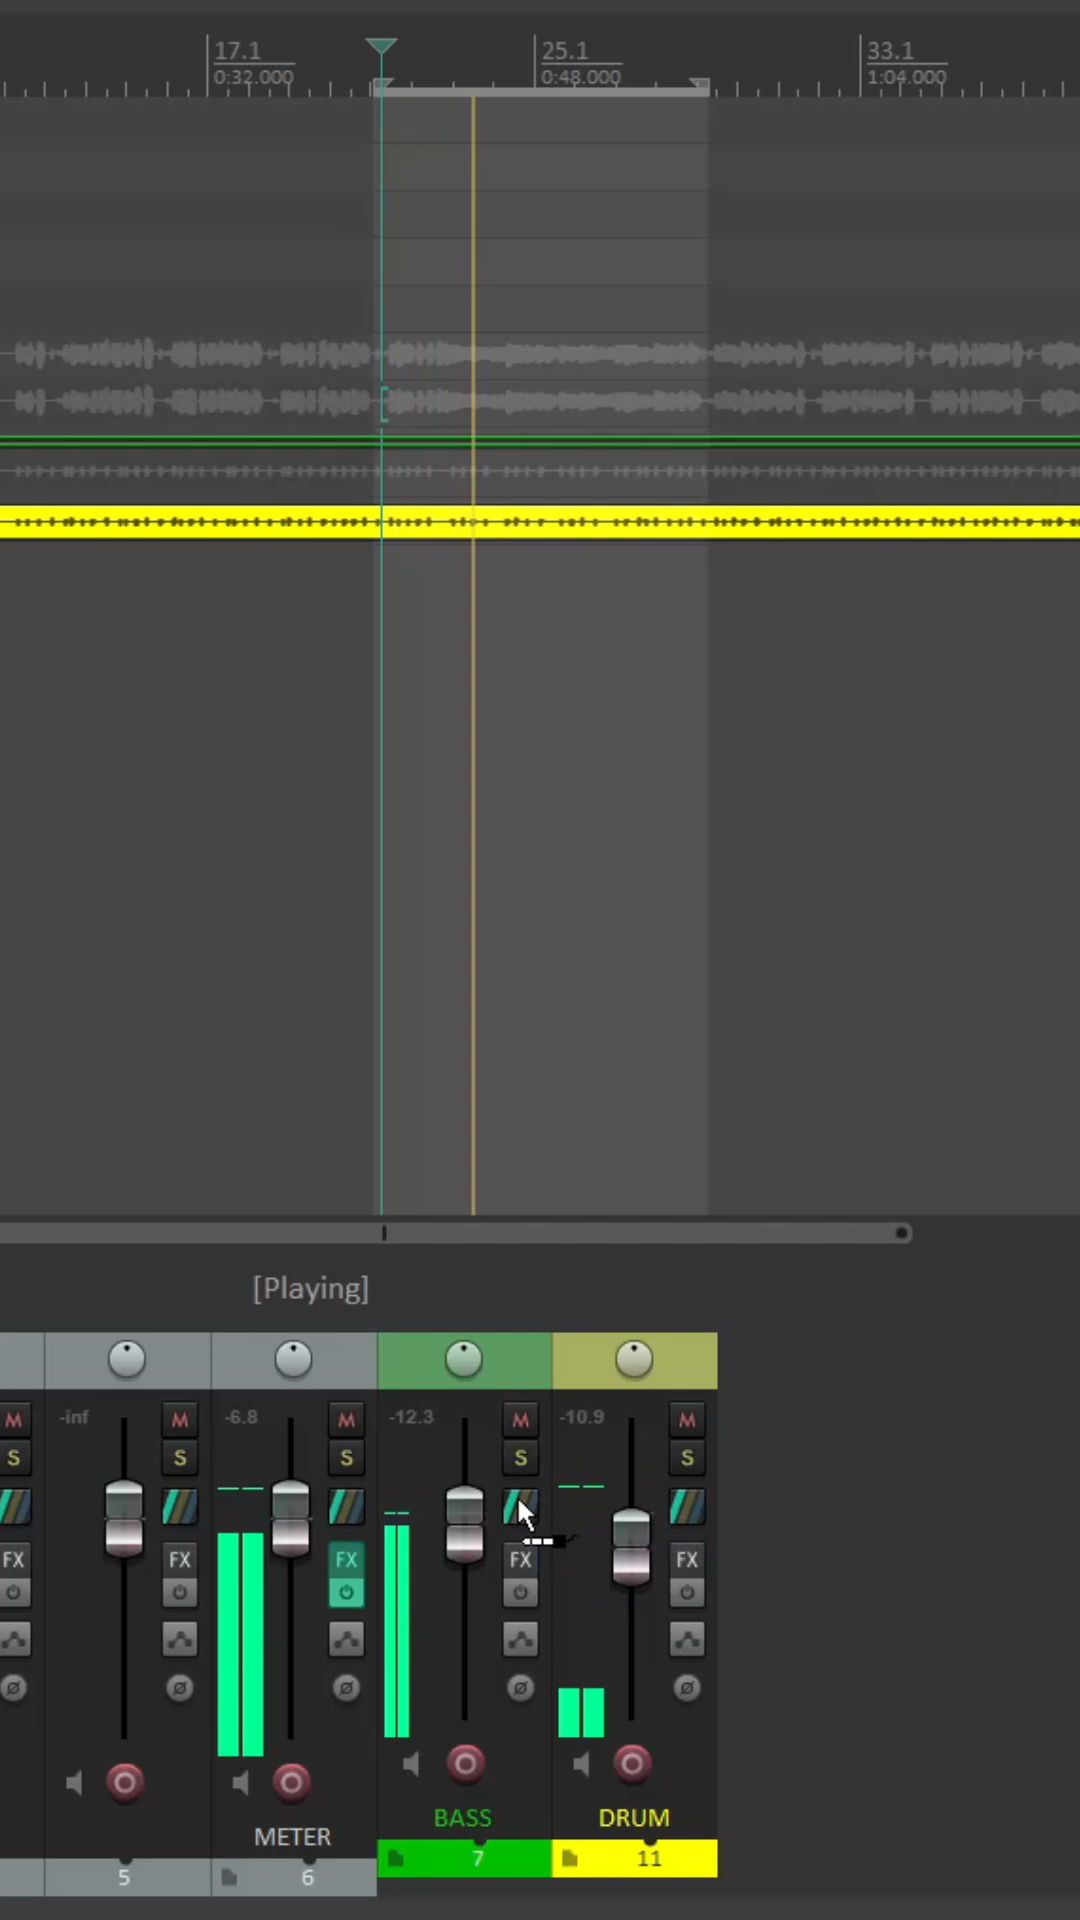 17.1 25.1 33.1
0:32.000 0:48.000 1:04.000
[Playing]
-inf -6.8 -12.3 -10.9
M M M M M
S S S S S
FX FX FX FX FX
BASS DRUM
METER
7 11
5 6